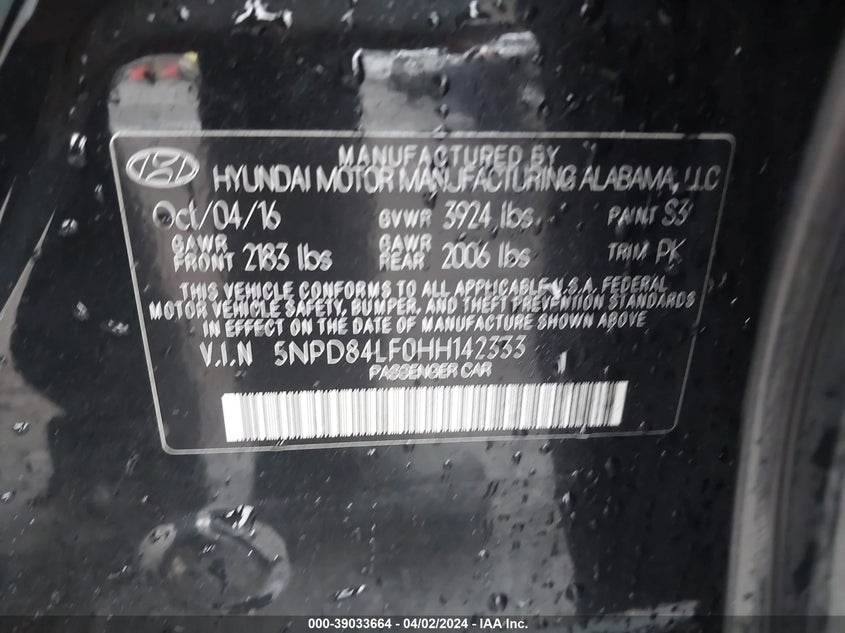 MANUFACTURED BY
HYUNDAI MOTOR MANUFACTURING ALABAMA, LLC
Oct/04/16 GVWR 3924 lbs. PAINT S3
GAWR FRONT 2183 lbs GAWR REAR 2006 lbs TRIM PK
THIS VEHICLE CONFORMS TO ALL APPLICABLE U.S.A. FEDERAL
MOTOR VEHICLE SAFETY, BUMPER, AND THEFT PREVENTION STANDARDS
IN EFFECT ON THE DATE OF MANUFACTURE SHOWN ABOVE
V.I.N 5NPD84LF0HH142333
PASSENGER CAR
000-39033664 - 04/02/2024 - IAA Inc.